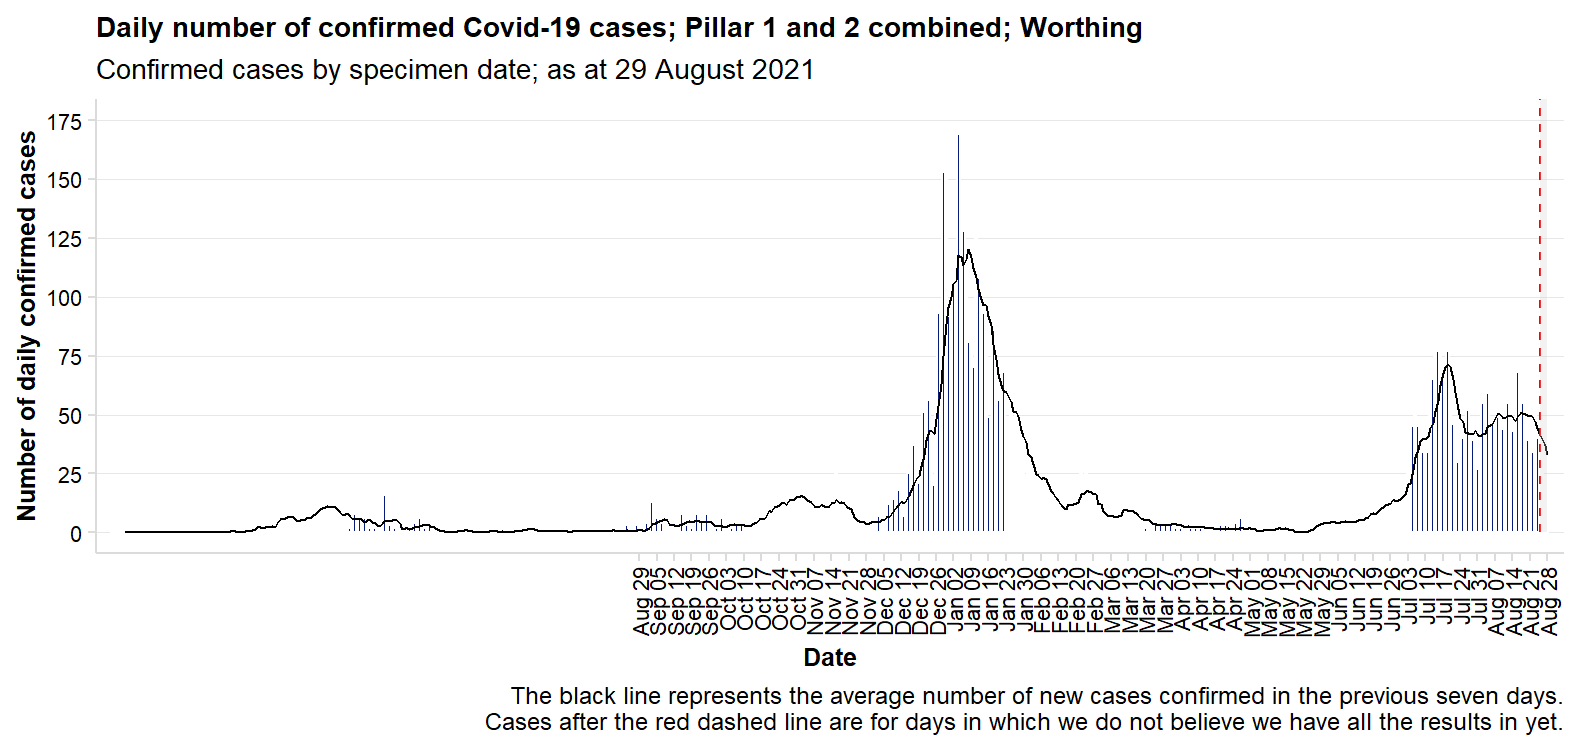 Daily number of confirmed Covid-19 cases; Pillar 1 and 2 combined; Worthing
Confirmed cases by specimen date; as at 29 August 2021
Number of daily confirmed cases
175
150
125
100
75
50
25
0
Aug 29
Sep 05
Sep 12
Sep 19
Sep 26
Oct 03
Oct 10
Oct 17
Oct 24
Oct 31
Nov 07
Nov 14
Nov 21
Nov 28
Dec 05
Dec 12
Dec 19
Dec 26
Jan 02
Jan 09
Jan 16
Jan 23
Jan 30
Feb 06
Feb 13
Feb 20
Feb 27
Mar 06
Mar 13
Mar 20
Mar 27
Apr 03
Apr 10
Apr 17
Apr 24
May 01
May 08
May 15
May 22
May 29
Jun 05
Jun 12
Jun 19
Jun 26
Jul 03
Jul 10
Jul 17
Jul 24
Jul 31
Aug 07
Aug 14
Aug 21
Aug 28
Date
The black line represents the average number of new cases confirmed in the previous seven days.
Cases after the red dashed line are for days in which we do not believe we have all the results in yet.